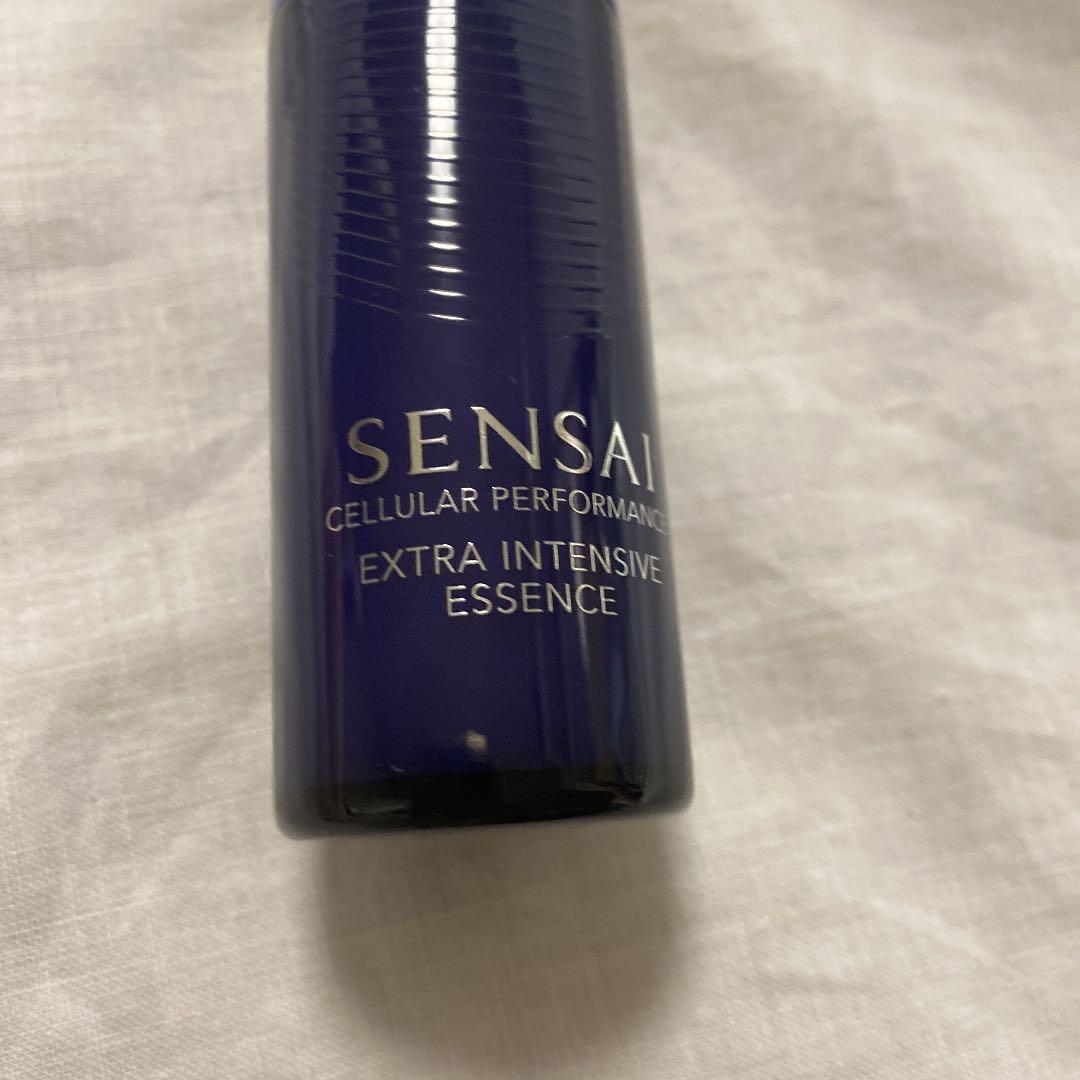 SENSAI
CELLULAR PERFORMANCE
EXTRA INTENSIVE
ESSENCE